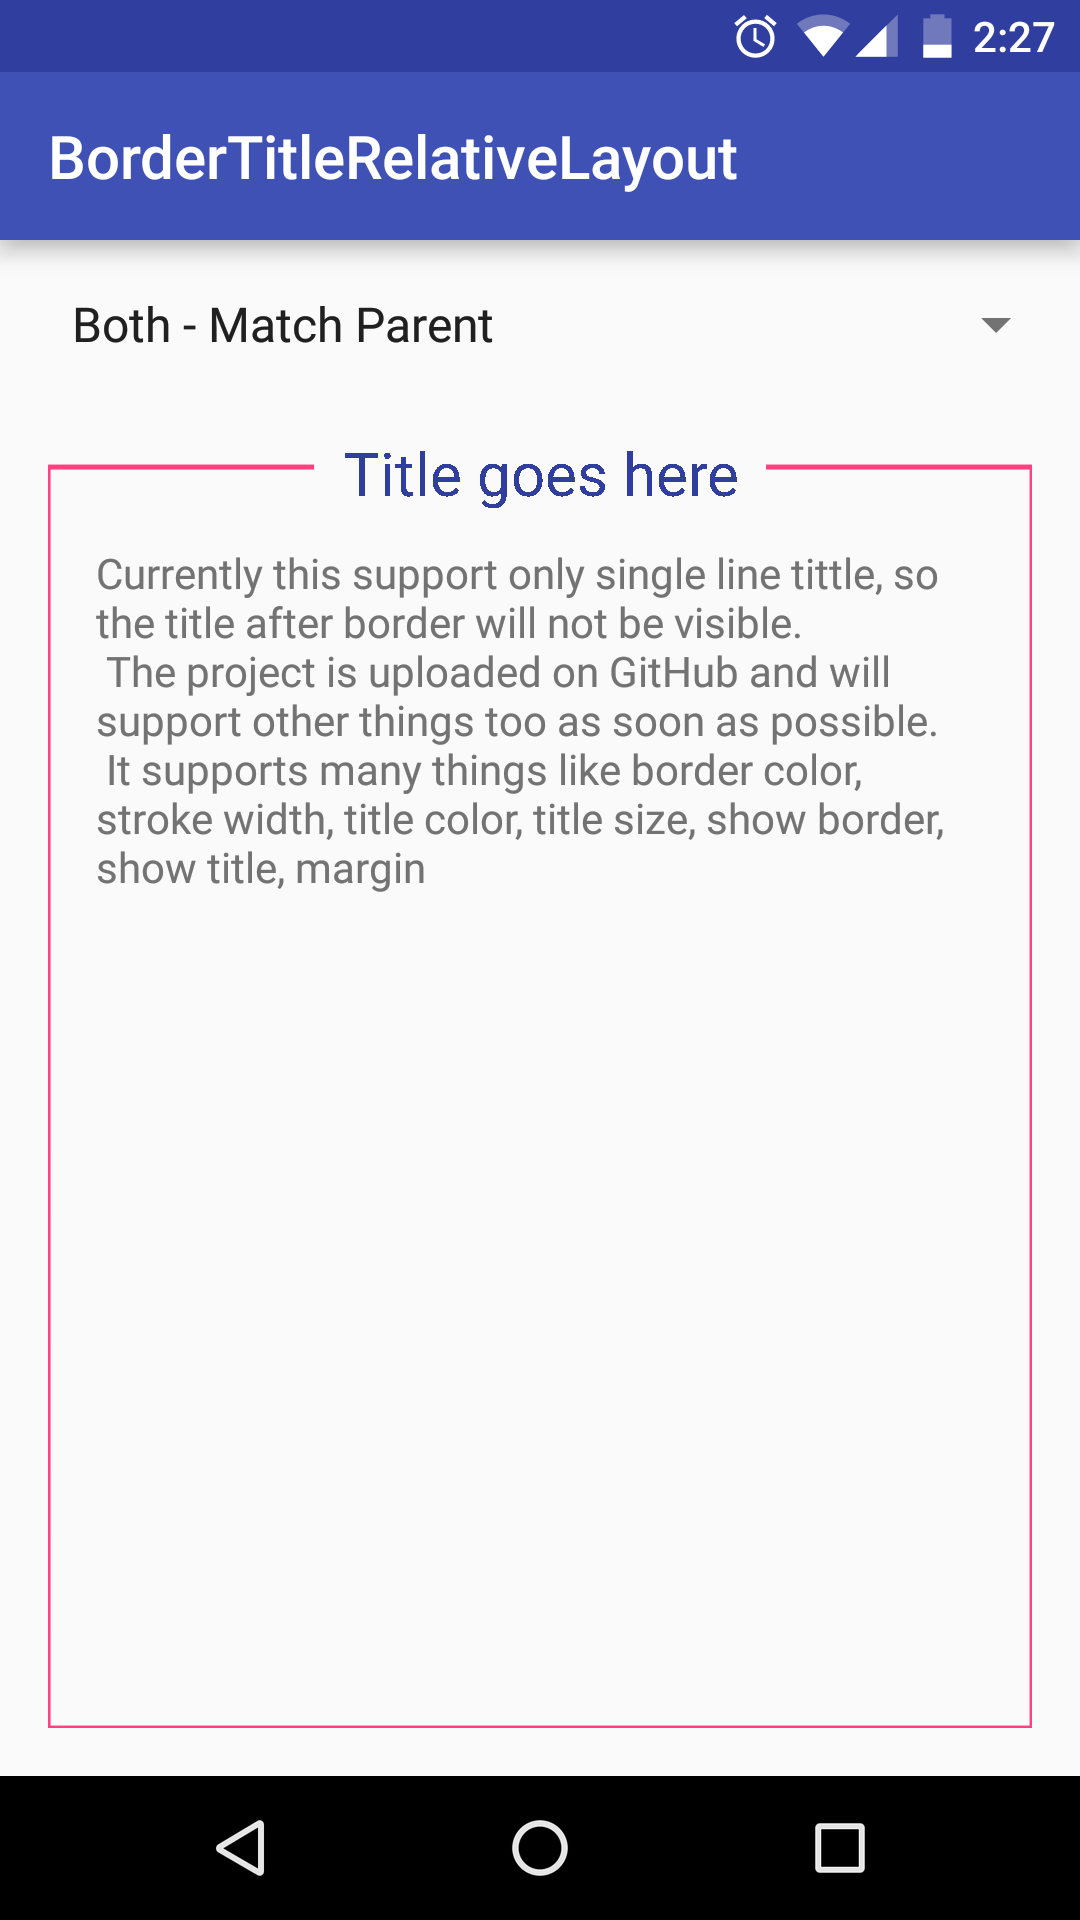 2:27
BorderTitleRelativeLayout
Both - Match Parent
Title goes here
Currently this support only single line tittle, so
the title after border will not be visible.
The project is uploaded on GitHub and will
support other things too as soon as possible.
It supports many things like border color,
stroke width, title color, title size, show border,
show title, margin